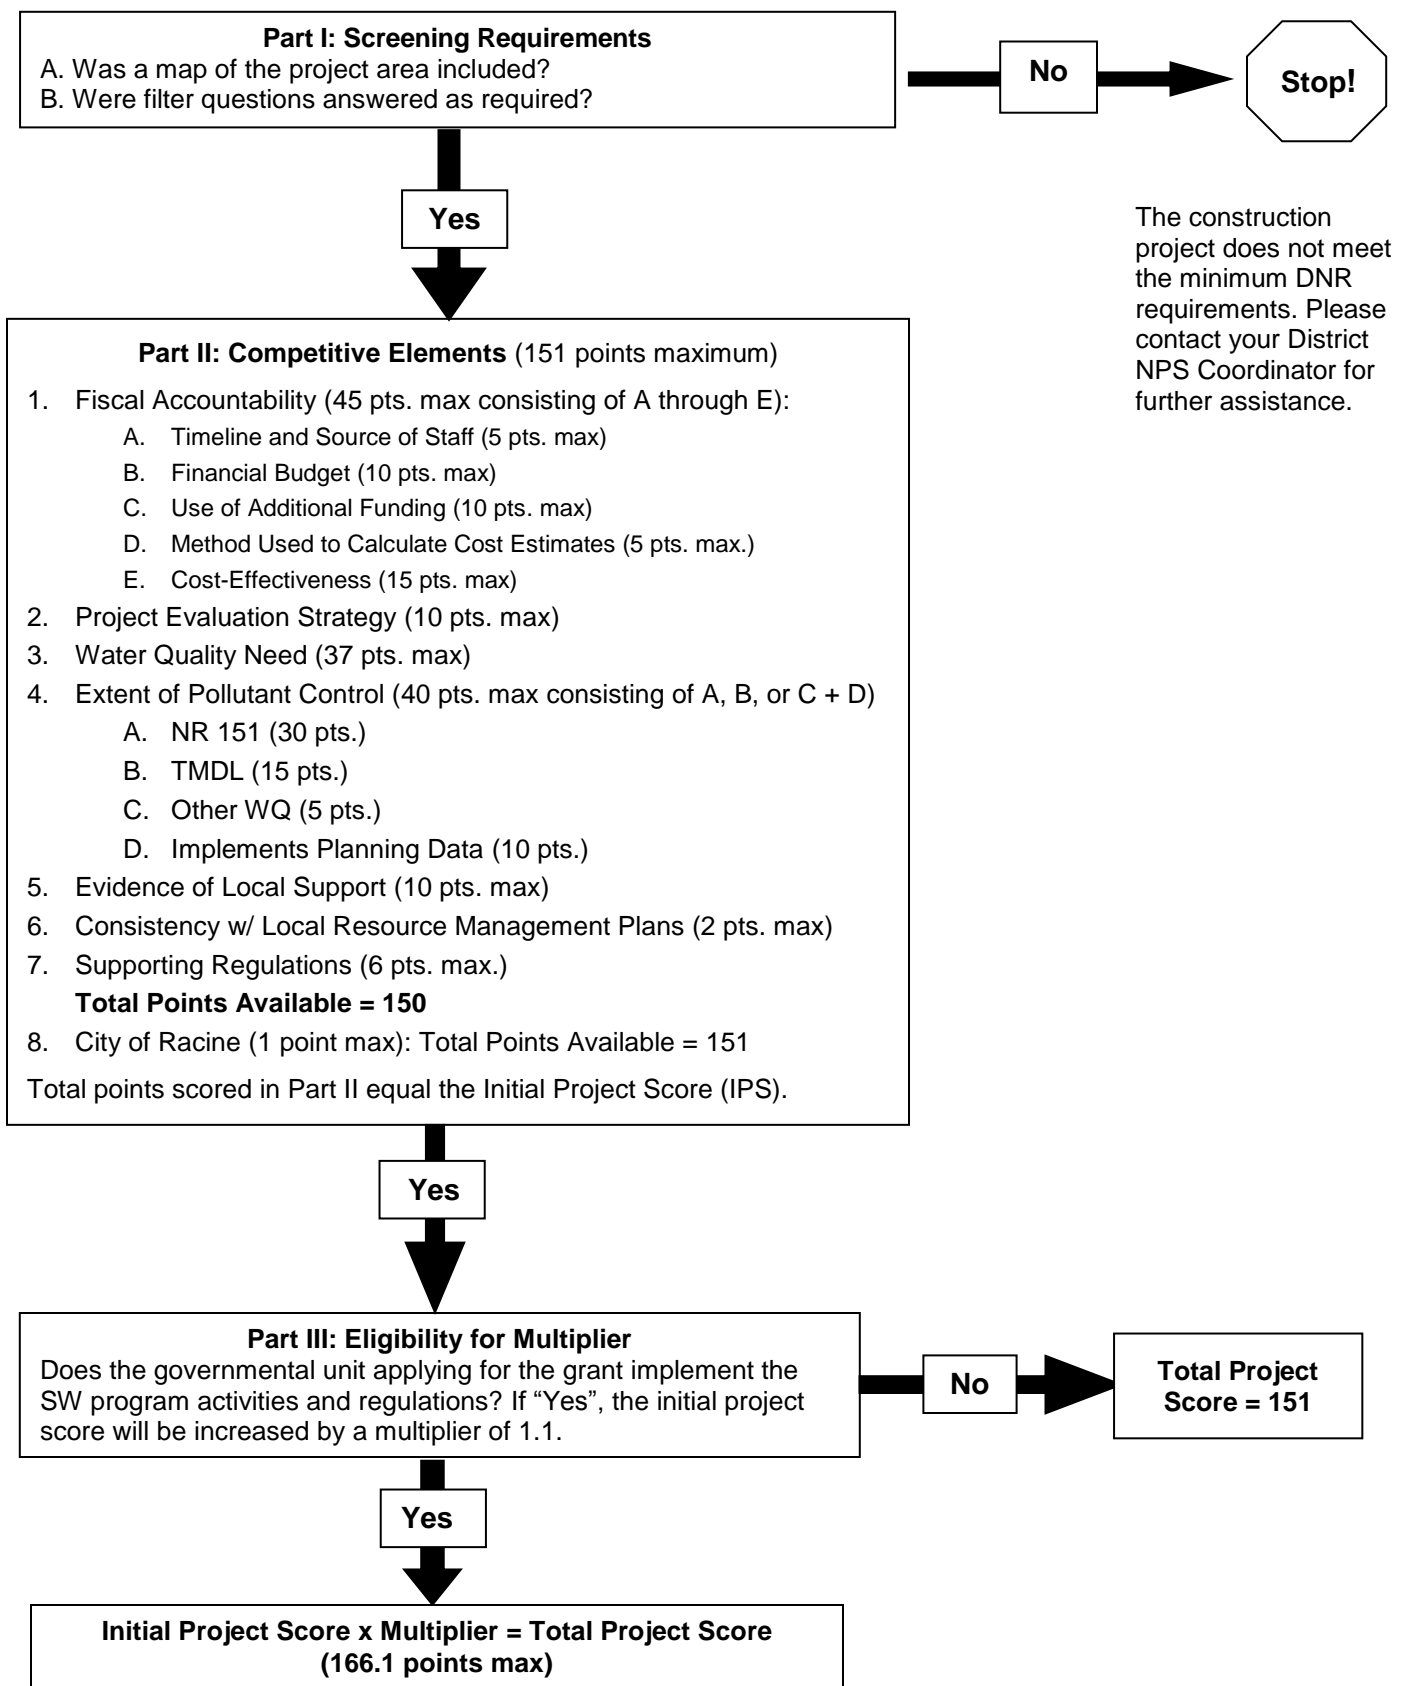 Part I: Screening Requirements
A. Was a map of the project area included?
B. Were filter questions answered as required?
No
Stop!
Yes
The construction
project does not meet
the minimum DNR
requirements. Please
contact your District
NPS Coordinator for
further assistance.
Part II: Competitive Elements (151 points maximum)
1. Fiscal Accountability (45 pts. max consisting of A through E):
A. Timeline and Source of Staff (5 pts. max)
B. Financial Budget (10 pts. max)
C. Use of Additional Funding (10 pts. max)
D. Method Used to Calculate Cost Estimates (5 pts. max.)
E. Cost-Effectiveness (15 pts. max)
2. Project Evaluation Strategy (10 pts. max)
3. Water Quality Need (37 pts. max)
4. Extent of Pollutant Control (40 pts. max consisting of A, B, or C + D)
A. NR 151 (30 pts.)
B. TMDL (15 pts.)
C. Other WQ (5 pts.)
D. Implements Planning Data (10 pts.)
5. Evidence of Local Support (10 pts. max)
6. Consistency w/ Local Resource Management Plans (2 pts. max)
7. Supporting Regulations (6 pts. max.)
Total Points Available = 150
8. City of Racine (1 point max): Total Points Available = 151
Total points scored in Part II equal the Initial Project Score (IPS).
Yes
Part III: Eligibility for Multiplier
Does the governmental unit applying for the grant implement the
SW program activities and regulations? If “Yes”, the initial project
score will be increased by a multiplier of 1.1.
No
Total Project
Score = 151
Yes
Initial Project Score x Multiplier = Total Project Score
(166.1 points max)